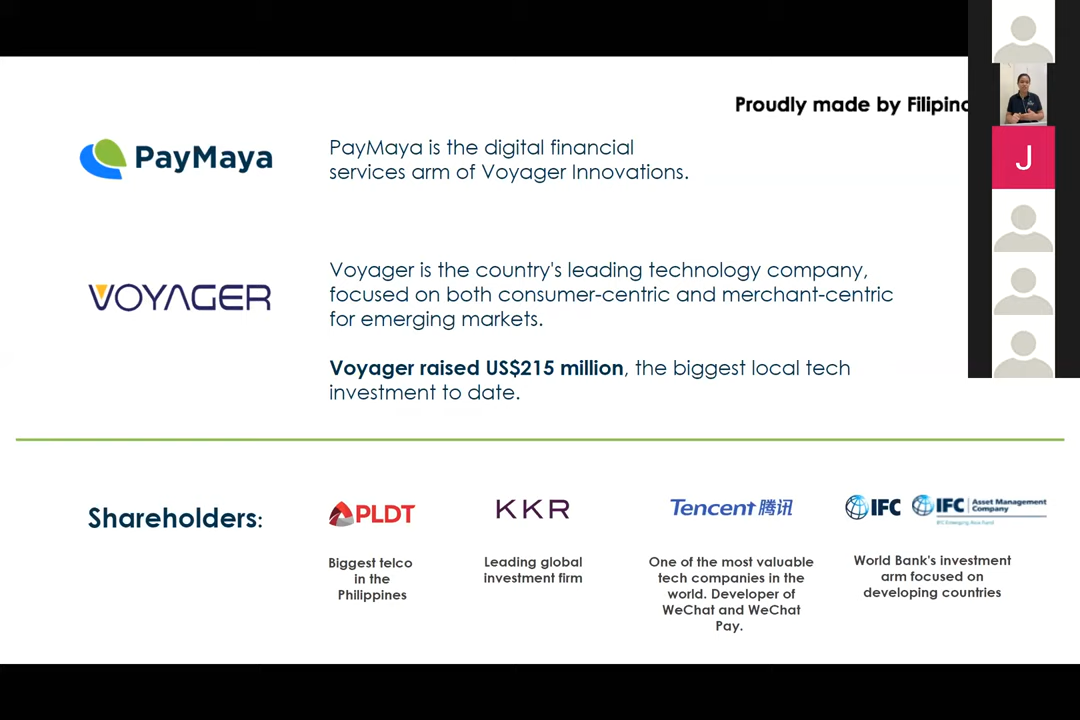 Proudly made by
PayMaya
PayMaya is the digital financial
services arm of Voyager Innovations.
VOYAGER
Voyager is the country's leading technology company,
focused on both consumer-centric and merchant-centric
for emerging markets.
Voyager raised US$215 million, the biggest local tech
investment to date.
J
Shareholders:
PLDT
Biggest telco
in the
Philippines
KKR
Leading global
investment firm
Tencent 腾讯
One of the most valuable
tech companies in the
world. Developer of
WeChat and WeChat
Pay.
IFC
IFC Asset Management
Company
IFC Emerging Asia Fund
World Bank's investment
arm focused on
developing countries